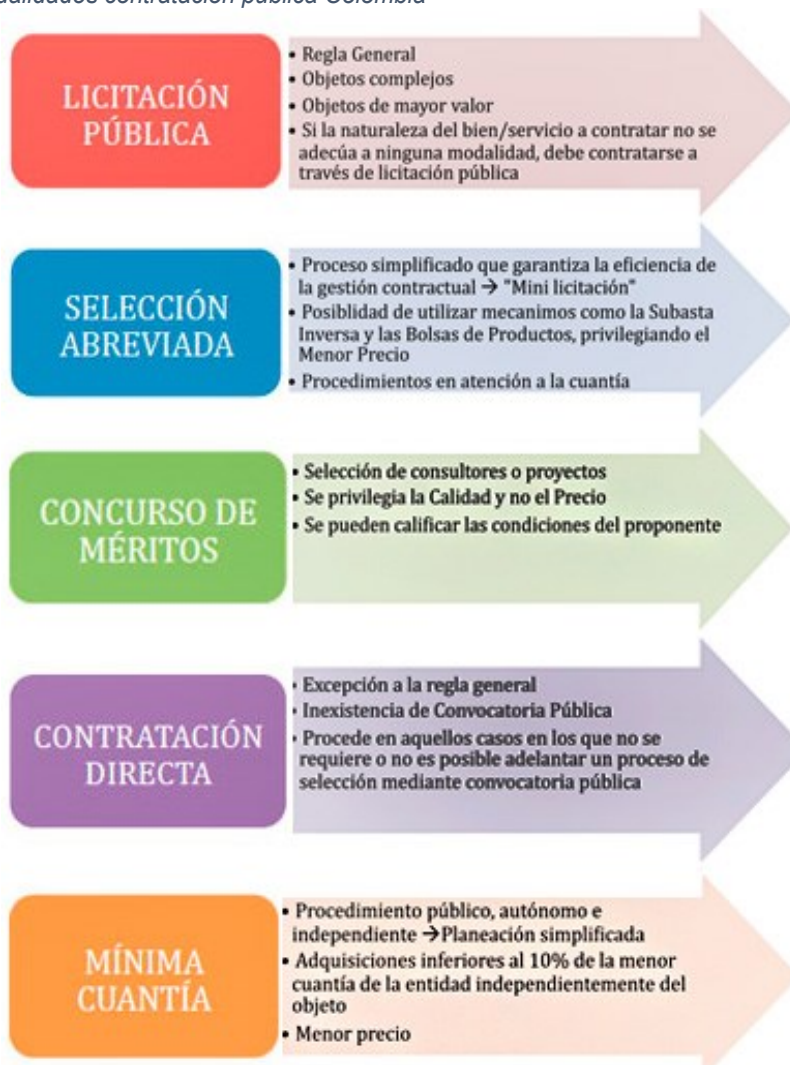 contratación pública Colombia
LICITACIÓN
PÚBLICA
• Regla General
• Objetos complejos
• Objetos de mayor valor
• Si la naturaleza del bien/servicio a contratar no se
adecúa a ninguna modalidad, debe contratarse a
través de licitación pública
SELECCIÓN
ABREVIADA
• Proceso simplificado que garantiza la eficiencia de
la gestión contractual → "Mini licitación"
• Posiblidad de utilizar mecanimos como la Subasta
Inversa y las Bolsas de Productos, privilegiando el
Menor Precio
• Procedimientos en atención a la cuantía
CONCURSO DE
MÉRITOS
• Selección de consultores o proyectos
• Se privilegia la Calidad y no el Precio
• Se pueden calificar las condiciones del proponente
CONTRATACIÓN
DIRECTA
• Excepción a la regla general
• Inexistencia de Convocatoria Pública
• Procede en aquellos casos en los que no se
requiere o no es posible adelantar un proceso de
selección mediante convocatoria pública
MÍNIMA
CUANTÍA
• Procedimiento público, autónomo e
independiente →Planeación simplificada
• Adquisiciones inferiores al 10% de la menor
cuantía de la entidad independientemente del
objeto
• Menor precio